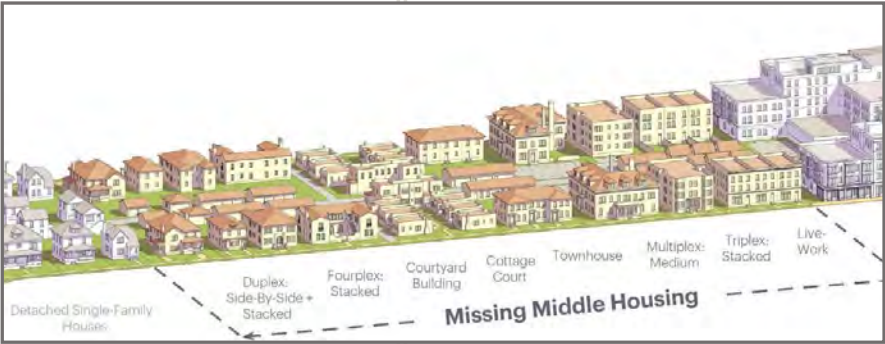 Detached Single-Family
Houses
Duplex:
Side-By-Side +
Stacked
Fourplex:
Stacked
Courtyard
Building
Cottage
Court
Townhouse
Multiplex:
Medium
Triplex:
Stacked
Live-
Work
Missing Middle Housing